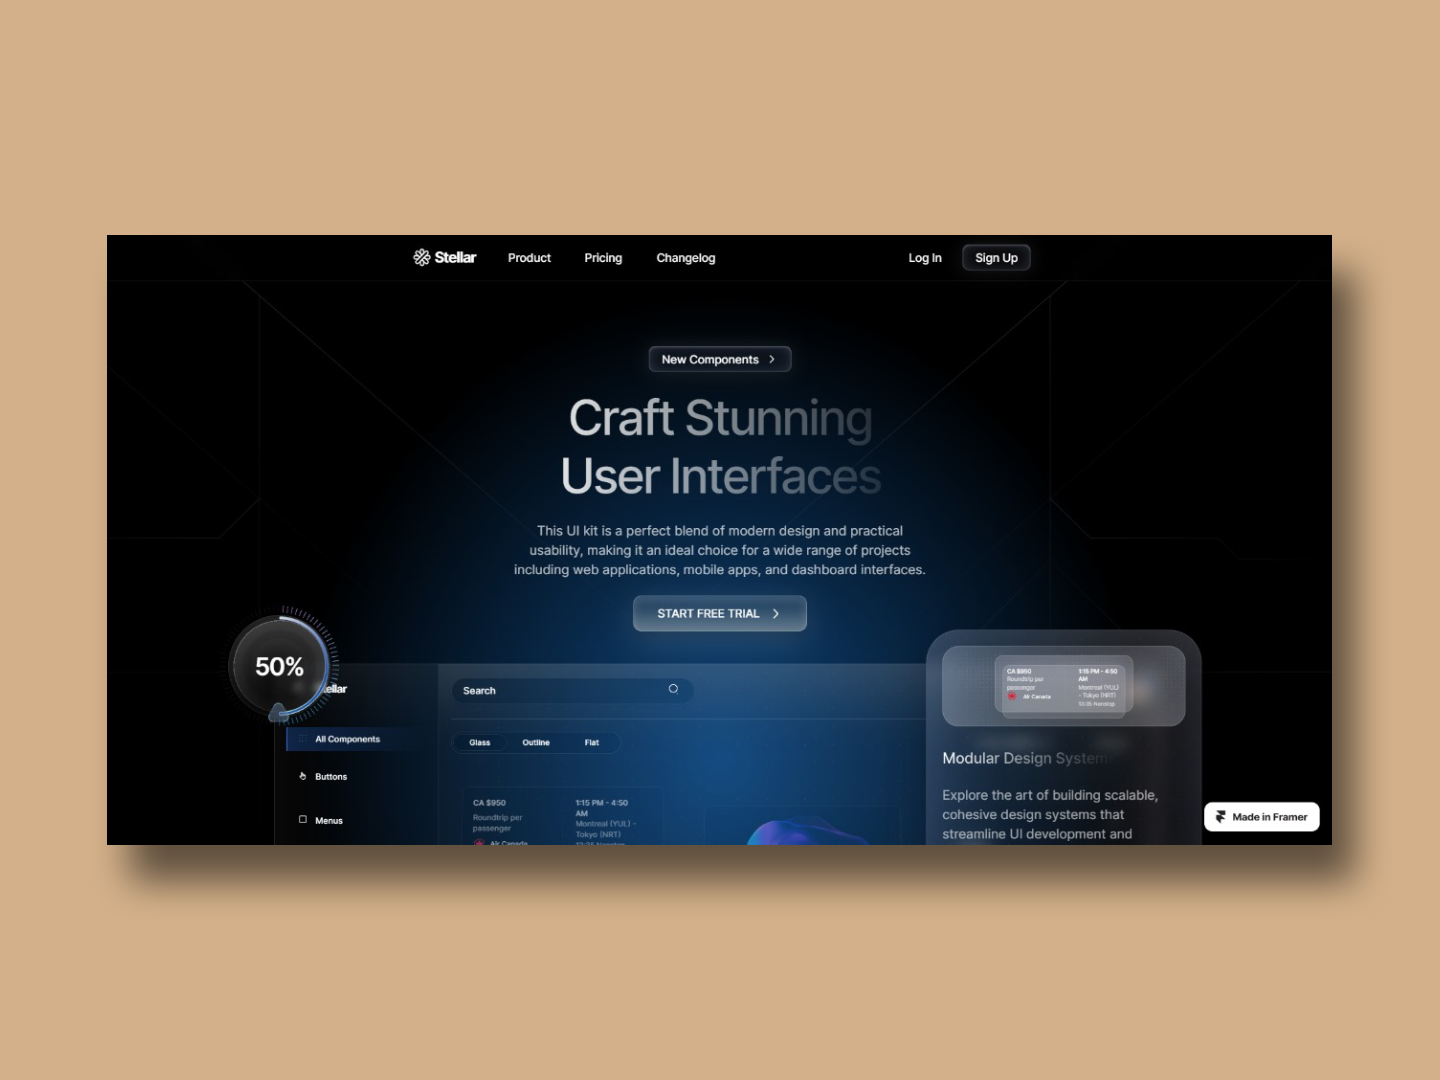 Stellar
Product
Pricing
Changelog
Log In
Sign Up
New Components
Craft Stunning
User Interfaces
This UI kit is a perfect blend of modern design and practical
usability, making it an ideal choice for a wide range of projects
including web applications, mobile apps, and dashboard interfaces.
START FREE TRIAL
50%
ellar
All Components
Buttons
Menus
Search
Glass
Outline
Flat
CA $950
Roundtrip per
passenger
Air Canada
1:15 PM - 4:50
AM
Montreal (YUL) -
Tokyo (NRT)
CA $950
Roundtrip per
passenger
Air Canada
1:15 PM - 4:50
AM
Montreal (YUL)
- Tokyo (NRT)
13:35 Nonstop
Modular Design System
Explore the art of building scalable,
cohesive design systems that
streamline UI development and
Made in Framer